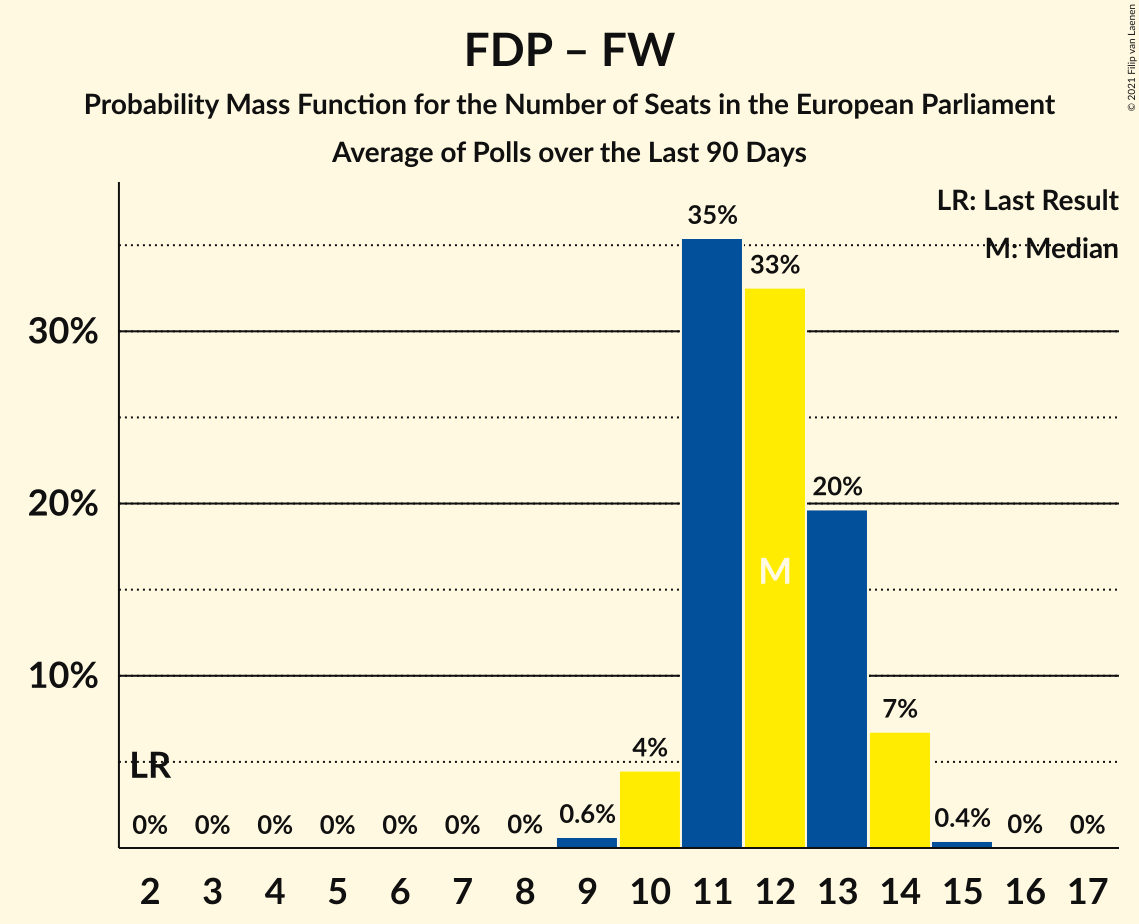 FDP – FW
Probability Mass Function for the Number of Seats in the European Parliament
Average of Polls over the Last 90 Days
© 2021 Filip van Laenen
LR: Last Result
M: Median
35%
33%
30%
20%
20%
M
10%
7%
4%
LR
0% 0% 0% 0% 0% 0% 0% 0.6% 0.4% 0% 0%
2 3 4 5 6 7 8 9 10 11 12 13 14 15 16 17